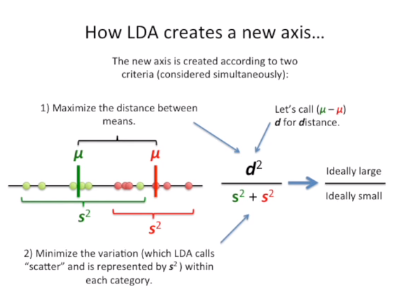 How LDA creates a new axis…
The new axis is created according to two
criteria (considered simultaneously):
1) Maximize the distance between
means.
Let's call (μ – μ)
d for distance.
μ μ
d²
s² + s²
Ideally large
Ideally small
s²
s²
2) Minimize the variation (which LDA calls
"scatter" and is represented by s² ) within
each category.